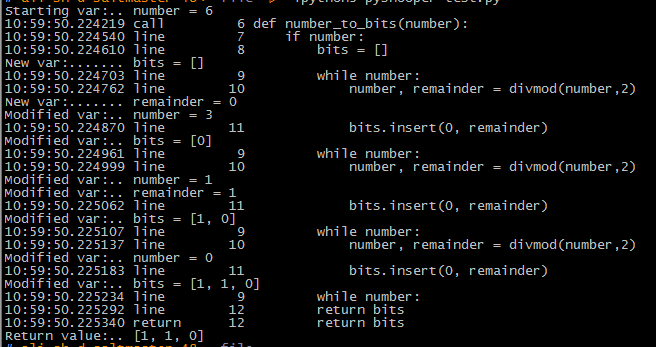 Starting var:.. number = 6
10:59:50.224219 call         6 def number_to_bits(number):
10:59:50.224540 line         7     if number:
10:59:50.224610 line         8         bits = []
New var:....... bits = []
10:59:50.224703 line         9         while number:
10:59:50.224762 line        10             number, remainder = divmod(number,2)
New var:....... remainder = 0
Modified var:.. number = 3
10:59:50.224870 line        11             bits.insert(0, remainder)
Modified var:.. bits = [0]
10:59:50.224961 line         9         while number:
10:59:50.224999 line        10             number, remainder = divmod(number,2)
Modified var:.. number = 1
Modified var:.. remainder = 1
10:59:50.225062 line        11             bits.insert(0, remainder)
Modified var:.. bits = [1, 0]
10:59:50.225107 line         9         while number:
10:59:50.225137 line        10             number, remainder = divmod(number,2)
Modified var:.. number = 0
10:59:50.225183 line        11             bits.insert(0, remainder)
Modified var:.. bits = [1, 1, 0]
10:59:50.225234 line         9         while number:
10:59:50.225292 line        12         return bits
10:59:50.225340 return      12         return bits
Return value:.. [1, 1, 0]